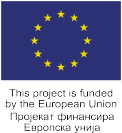 This project is funded
by the European Union
Пројекат финансира
Европска унија